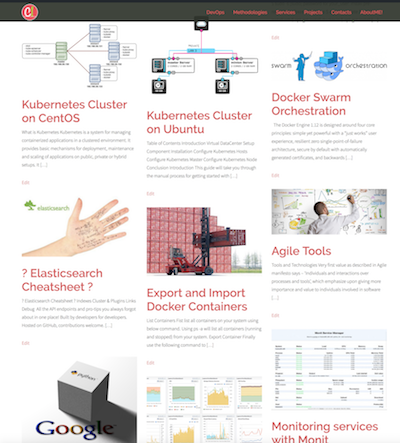 DevOps Methodologies Services Projects Contacts AboutME
Kubernetes Cluster
on CentOS
What is Kubernetes Kubernetes is a system for managing
containerised applications in a clustered environment. It
provides basic mechanisms for deployment, maintenance
and scaling of applications on public, private or hybrid
setups. It [...]
Edit
elasticsearch
? Elasticsearch
Cheatsheet ?
? Elasticsearch Cheatsheet ? Indexes Cluster & Plugins Links
Debug. All the API endpoints and pro-tips you always forget
about in one place! Built by developers for developers.
Hosted on GitHub, contributions welcome. [...]
Edit
python
Google
Kubernetes Cluster
on Ubuntu
Table of Contents Introduction Virtual DataCenter Setup
Component Installation Configure Kubernetes Hosts
Configure Kubernetes Master Configure Kubernetes Node
Conclusion Introduction This guide will take you through
the manual process for getting started with [...]
Edit
Export and Import
Docker Containers
List Containers First list all containers on your system using
below command. Using ps -a will list all containers (running
or stopped) from your system. Export Container Finally
use the following command to [...]
Edit
Edit
swarm orchestration
Docker Swarm
Orchestration
The Docker Engine 1.12 is designed around four core
principles: simple yet powerful with a "just works" user
experience, resilient zero single-point-of-failure
architecture, secure by default with automatically
generated certificates, and backwards [...]
Edit
Agile Tools
Tools and Technologies Very first value as described in Agile
manifesto says – "Individuals and interactions over
processes and tools), which emphasize upon giving more
importance and value to individuals involved in software
[...]
Edit
Monit Service Manager
Monitoring services
with Monit